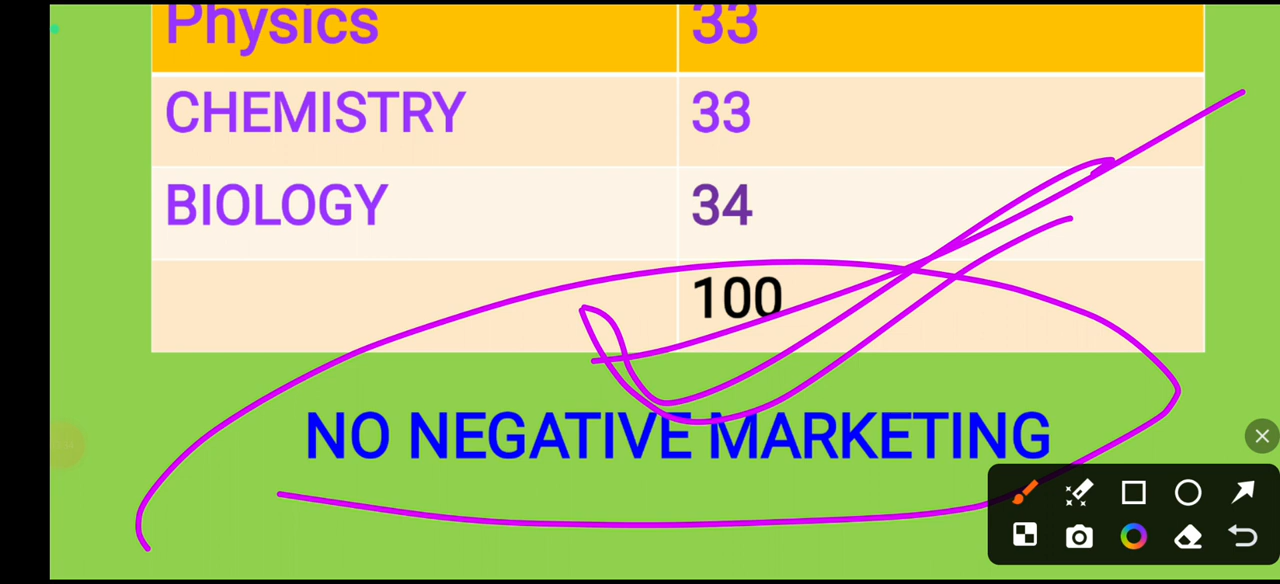 Physics 33
CHEMISTRY 33
BIOLOGY 34
100
NO NEGATIVE MARKETING